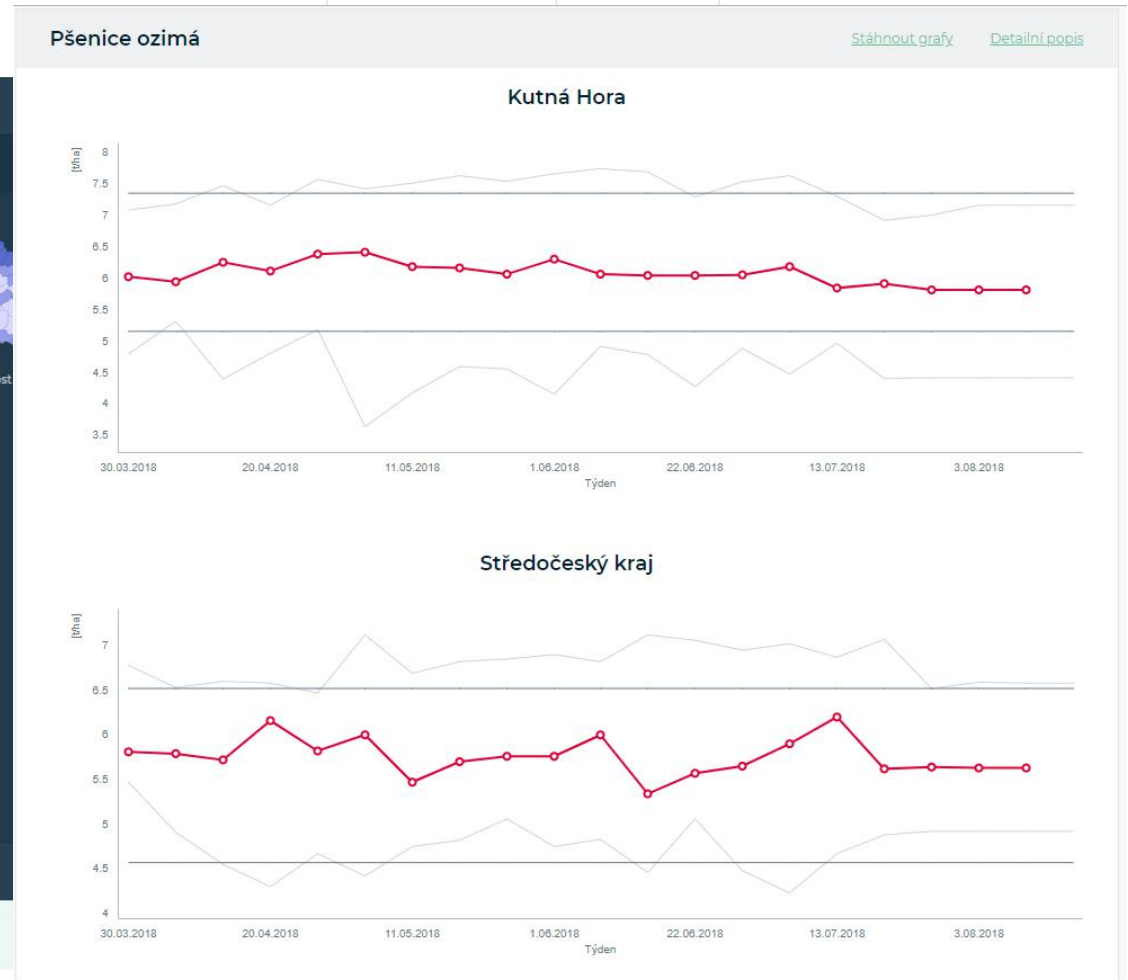 Pšenice ozimá
Stáhnout grafy
Detailní popis
Kutná Hora
[t/ha]
8
7.5
7
6.5
6
5.5
5
4.5
4
3.5
30.03.2018 20.04.2018 11.05.2018 1.06.2018 22.06.2018 13.07.2018 3.08.2018
Týden
Středočeský kraj
[t/ha]
7
6.5
6
5.5
5
4.5
4
30.03.2018 20.04.2018 11.05.2018 1.06.2018 22.06.2018 13.07.2018 3.08.2018
Týden